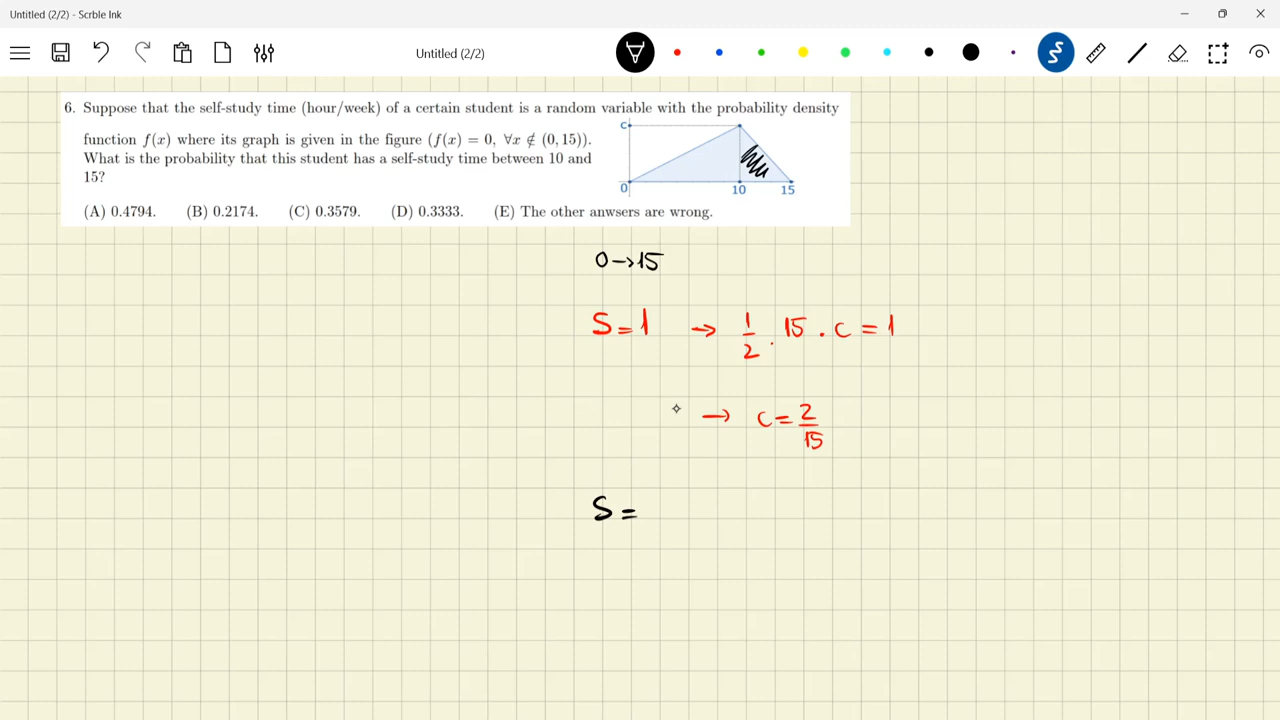 Untitled (2/2) - Scrble Ink
Untitled (2/2)
6. Suppose that the self-study time (hour/week) of a certain student is a random variable with the probability density
function f(x) where its graph is given in the figure (f(x) = 0, ∀x ∉ (0, 15)).
What is the probability that this student has a self-study time between 10 and
15?
c
0 10 15
(A) 0.4794. (B) 0.2174. (C) 0.3579. (D) 0.3333. (E) The other anwsers are wrong.
0 → 15
S = 1 → 1/2 . 15 . c = 1
→ c = 2/15
S =